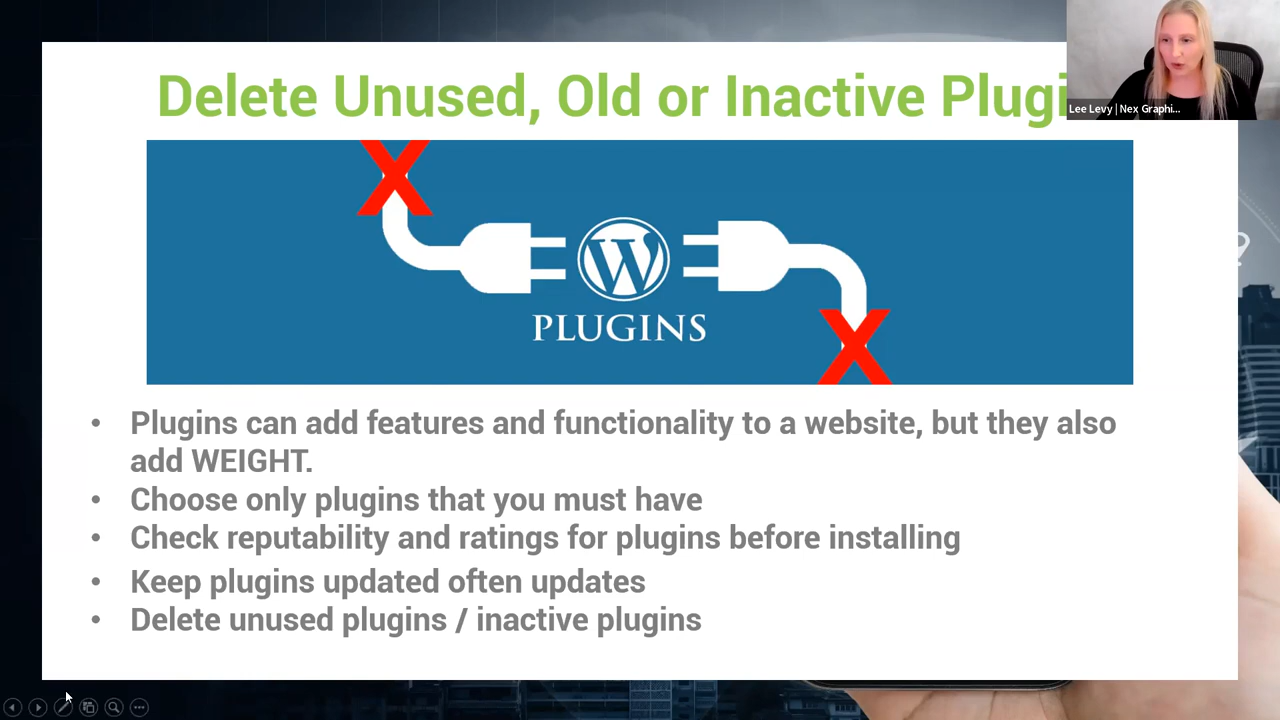 Delete Unused, Old or Inactive Plugi
Lee Levy | Nex Graphi...
X
W
PLUGINS
X
• Plugins can add features and functionality to a website, but they also
add WEIGHT.
• Choose only plugins that you must have
• Check reputability and ratings for plugins before installing
• Keep plugins updated often updates
• Delete unused plugins / inactive plugins